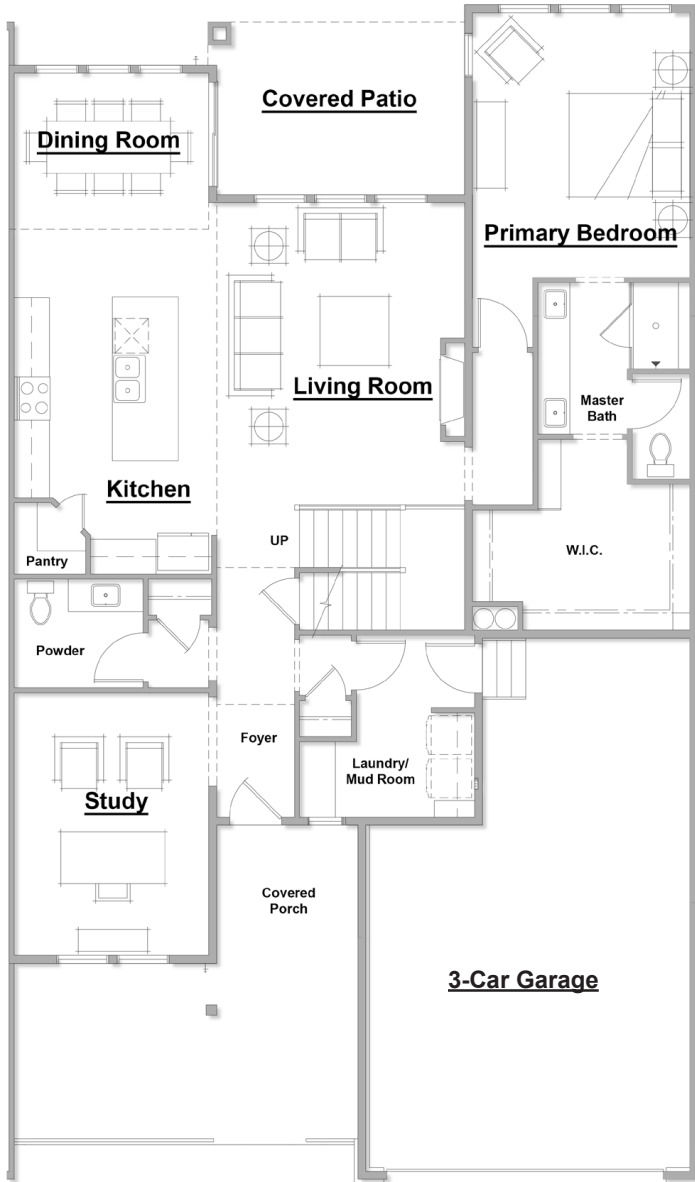 Covered Patio
Dining Room
Primary Bedroom
Living Room
Master
Bath
Kitchen
UP
W.I.C.
Pantry
Powder
Foyer
Laundry/
Mud Room
Study
Covered
Porch
3-Car Garage